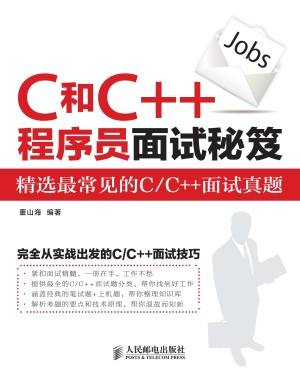 Jobs
C和C++
程序员面试秘笈
精选最常见的C/C++面试真题
董山海 编著
完全从实战出发的C/C++面试技巧
· 紧扣面试精髓，一册在手，工作不愁
· 提供最全的C/C++面试题分类，帮你找到好工作
· 涵盖经典的笔试题+上机题，帮你整理知识库
· 解析考题的要点和技术原理，帮你温故而知新
人民邮电出版社
POSTS & TELECOM PRESS